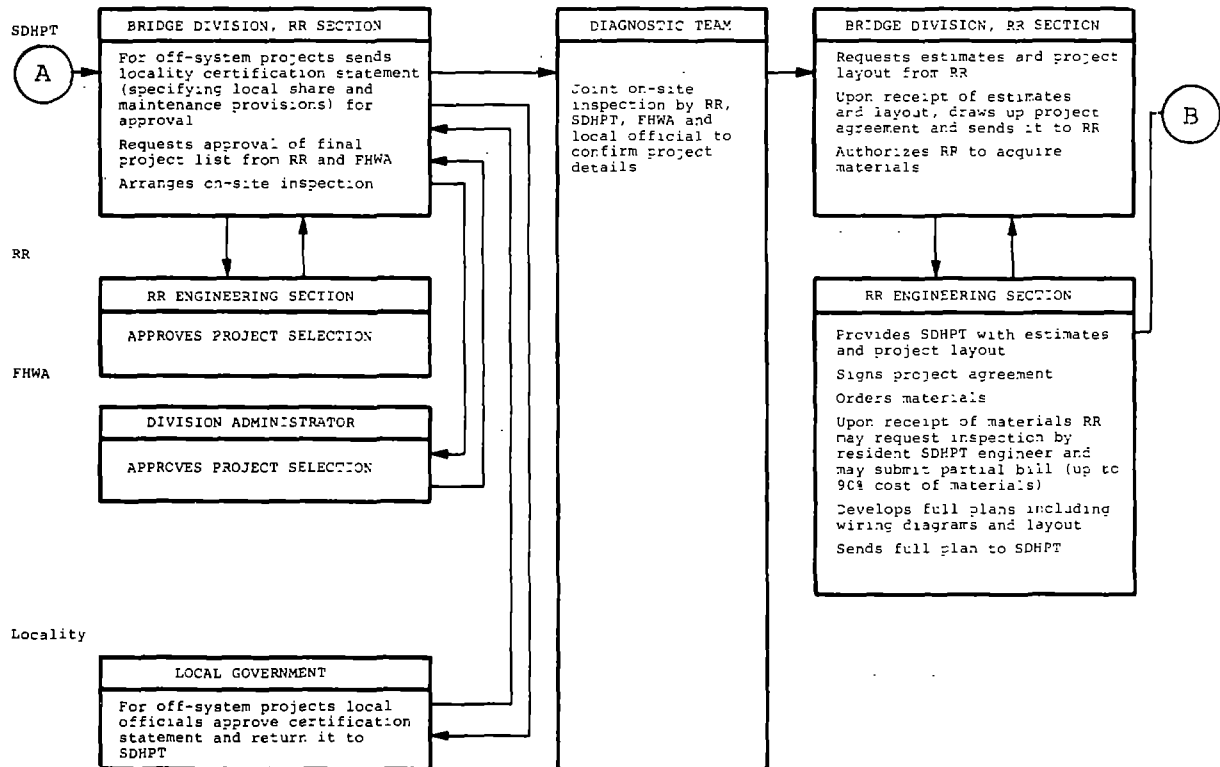 SDHPT
A
BRIDGE DIVISION, RR SECTION
For off-system projects sends
locality certification statement
(specifying local share and
maintenance provisions) for
approval
Requests approval of final
project list from RR and FHWA
Arranges on-site inspection
DIAGNOSTIC TEAM
Joint on-site
inspection by RR,
SDHPT, FHWA and
local official to
confirm project
details
BRIDGE DIVISION, RR SECTION
Requests estimates and project
layout from RR
Upon receipt of estimates
and layout, draws up project
agreement and sends it to RR
Authorizes RR to acquire
materials
B
RR
RR ENGINEERING SECTION
APPROVES PROJECT SELECTION
RR ENGINEERING SECTION
Provides SDHPT with estimates
and project layout
Signs project agreement
Orders materials
Upon receipt of materials RR
may request inspection by
resident SDHPT engineer and
may submit partial bill (up to
90% cost of materials)
Develops full plans including
wiring diagrams and layout
Sends full plan to SDHPT
FHWA
DIVISION ADMINISTRATOR
APPROVES PROJECT SELECTION
Locality
LOCAL GOVERNMENT
For off-system projects local
officials approve certification
statement and return it to
SDHPT